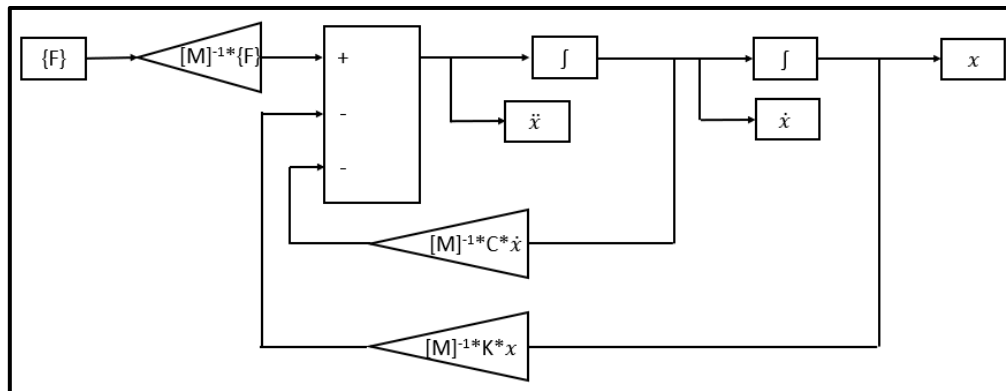 {F}
[M]⁻¹*{F}
+
-
-
∫
∫
x
ẍ
ẋ
[M]⁻¹*C*ẋ
[M]⁻¹*K*x